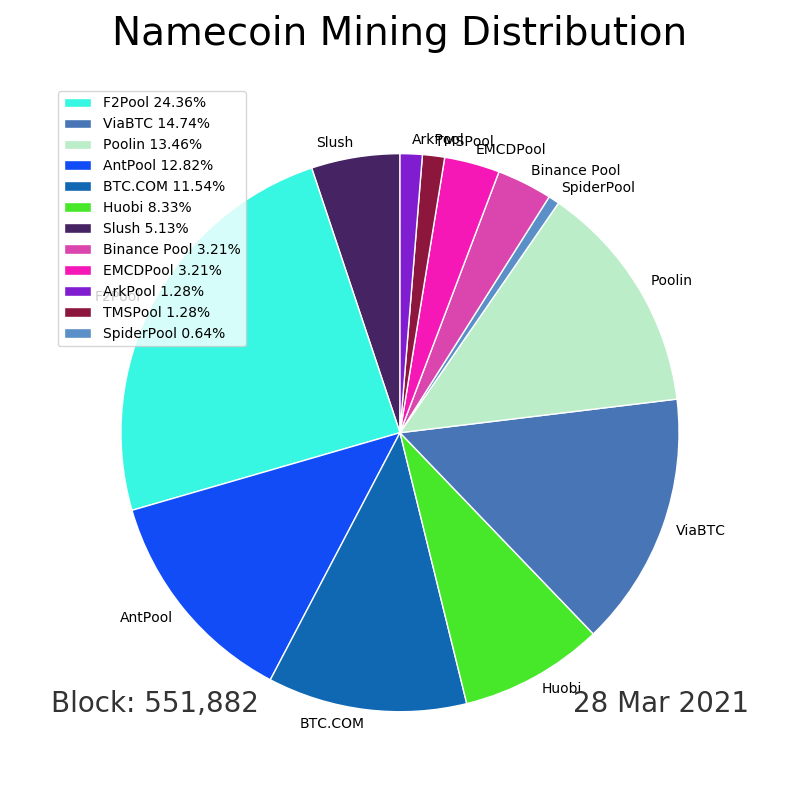 Namecoin Mining Distribution
F2Pool 24.36%
ViaBTC 14.74%
Poolin 13.46%
AntPool 12.82%
BTC.COM 11.54%
Huobi 8.33%
Slush 5.13%
Binance Pool 3.21%
EMCDPool 3.21%
ArkPool 1.28%
TMSPool 1.28%
SpiderPool 0.64%
Slush
ArkPool
TMSPool
EMCDPool
Binance Pool
SpiderPool
Poolin
F2Pool
ViaBTC
AntPool
Huobi
BTC.COM
Block: 551,882
28 Mar 2021